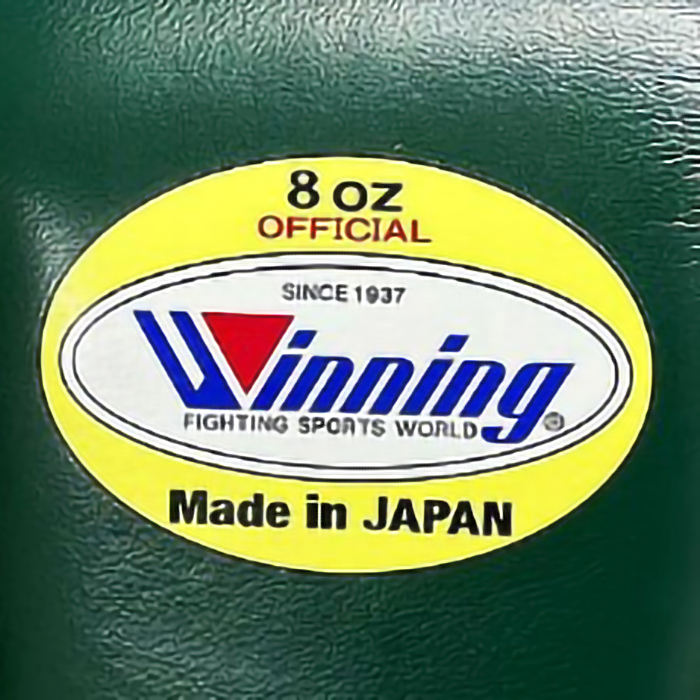 8 OZ
OFFICIAL
SINCE 1937
Winning
FIGHTING SPORTS WORLD ®
Made in JAPAN